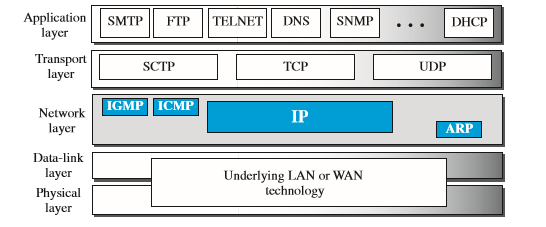 Application
layer
SMTP FTP TELNET DNS SNMP • • • DHCP
Transport
layer
SCTP TCP UDP
Network
layer
IGMP ICMP
IP
ARP
Data-link
layer
Underlying LAN or WAN
technology
Physical
layer